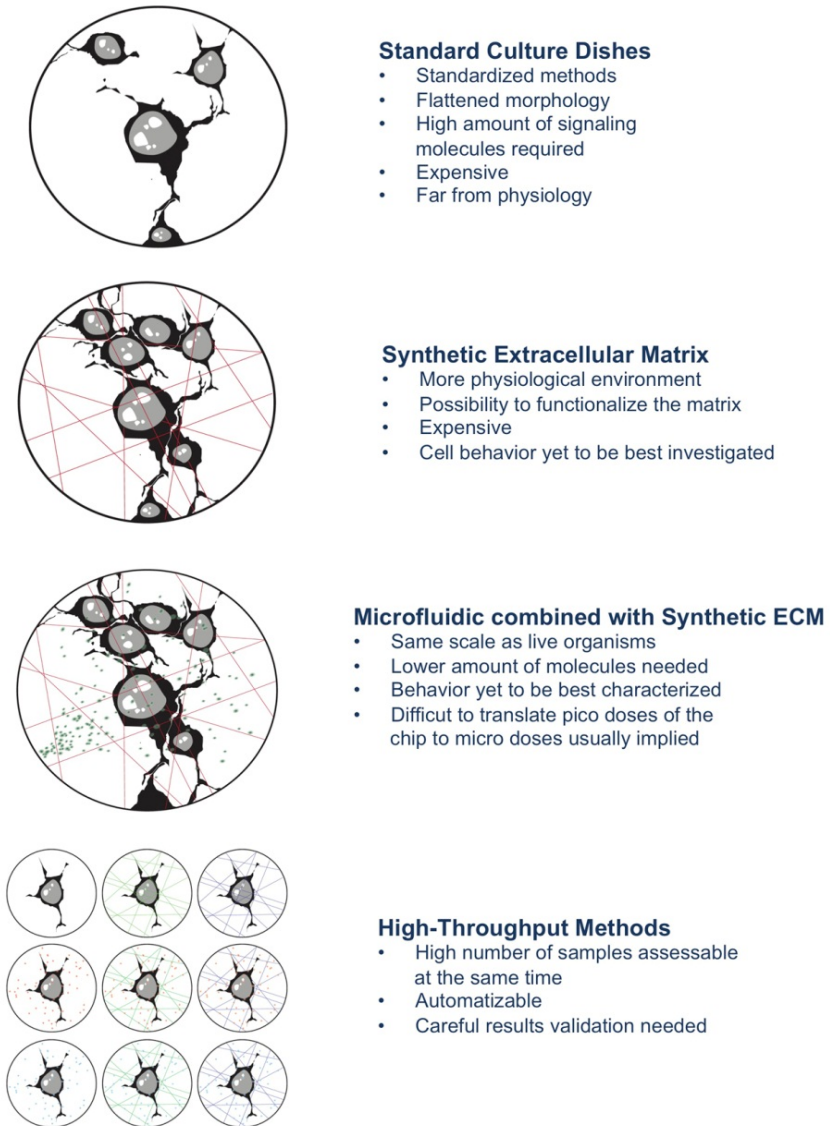 Standard Culture Dishes
• Standardized methods
• Flattened morphology
• High amount of signaling
molecules required
• Expensive
• Far from physiology
Synthetic Extracellular Matrix
• More physiological environment
• Possibility to functionalize the matrix
• Expensive
• Cell behavior yet to be best investigated
Microfluidic combined with Synthetic ECM
• Same scale as live organisms
• Lower amount of molecules needed
• Behavior yet to be best characterized
• Difficut to translate pico doses of the
chip to micro doses usually implied
High-Throughput Methods
• High number of samples assessable
at the same time
• Automatizable
• Careful results validation needed